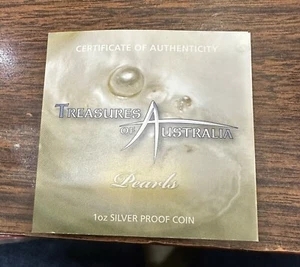 CERTIFICATE OF AUTHENTICITY
TREASURES
OF AUSTRALIA
Pearls
1oz SILVER PROOF COIN